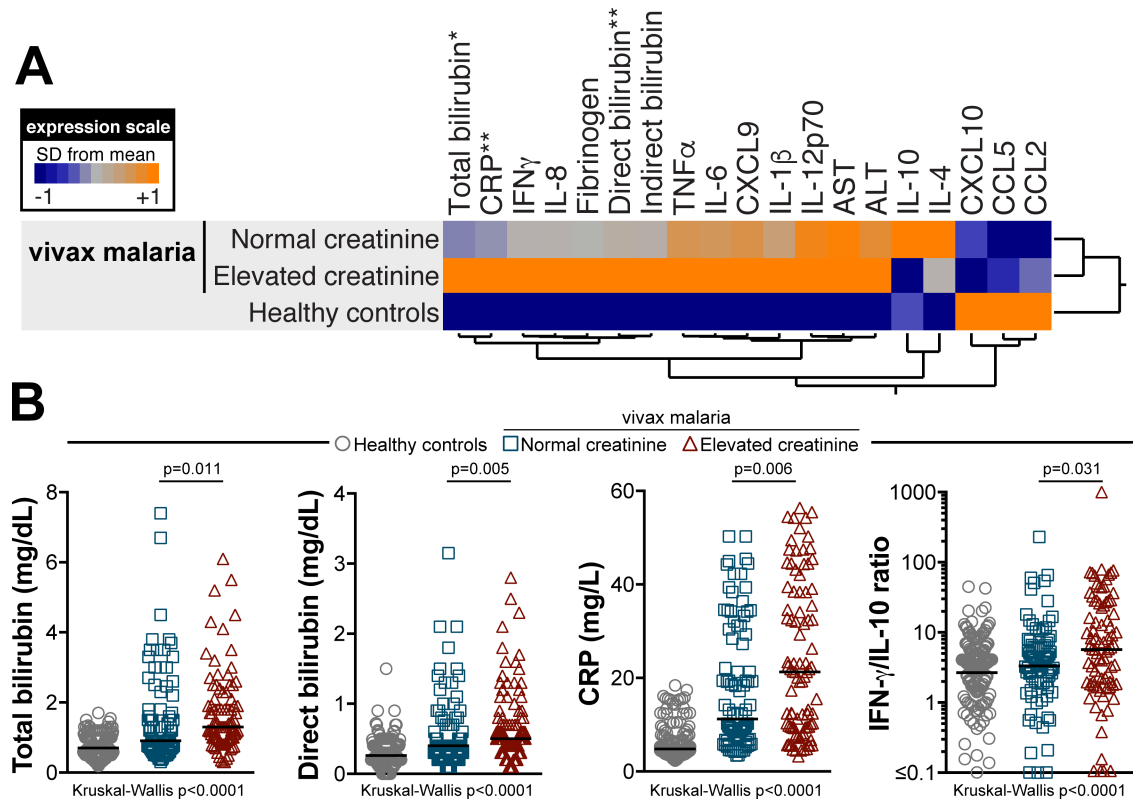 A
expression scale
SD from mean
-1 +1
Total bilirubin*
CRP**
IFNγ
IL-8
Fibrinogen
Direct bilirubin**
Indirect bilirubin
TNFα
IL-6
CXCL9
IL-1β
IL-12p70
AST
ALT
IL-10
IL-4
CXCL10
CCL5
CCL2
vivax malaria
Normal creatinine
Elevated creatinine
Healthy controls
B
vivax malaria
Healthy controls Normal creatinine Elevated creatinine
p=0.011
Total bilirubin (mg/dL)
8
6
4
2
0
Kruskal-Wallis p<0.0001
p=0.005
Direct bilirubin (mg/dL)
4
3
2
1
0
Kruskal-Wallis p<0.0001
p=0.006
CRP (mg/L)
60
40
20
0
Kruskal-Wallis p<0.0001
p=0.031
IFN-γ/IL-10 ratio
1000
100
10
1
≤0.1
Kruskal-Wallis p<0.0001